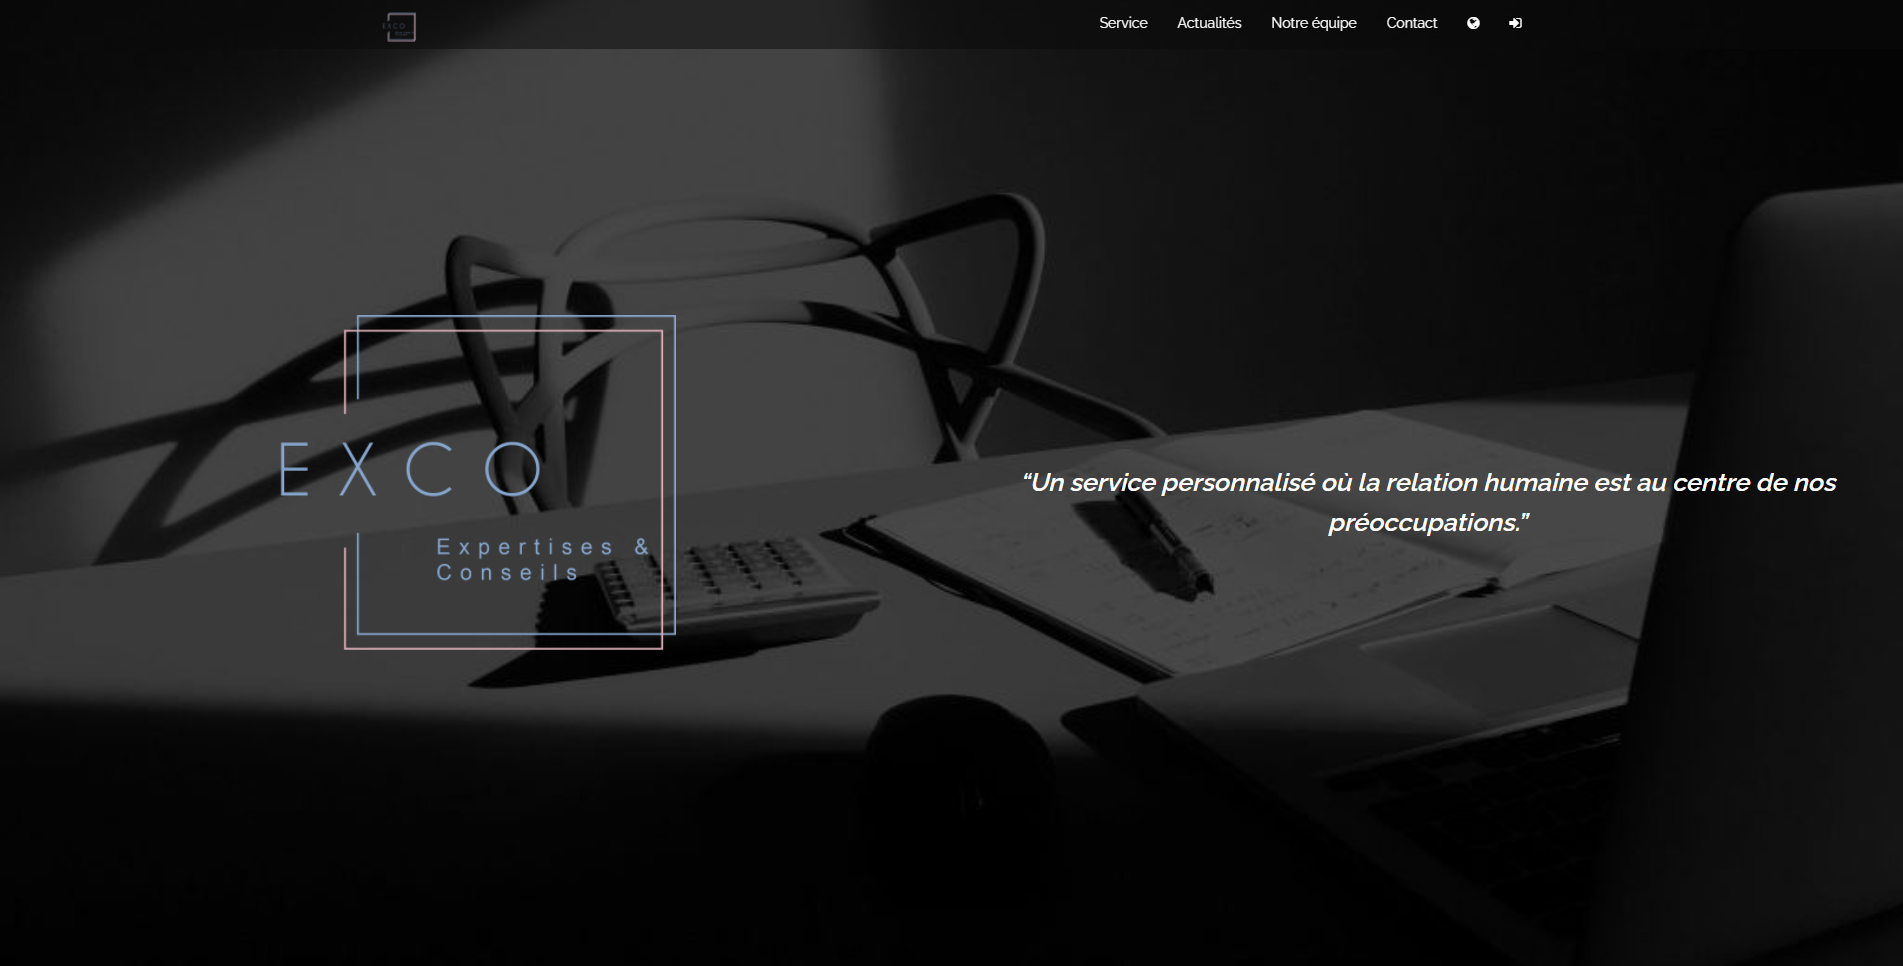 EXCO
Service
Actualités
Notre équipe
Contact
EXCO
Expertises &
Conseils
“Un service personnalisé où la relation humaine est au centre de nos
préoccupations.”